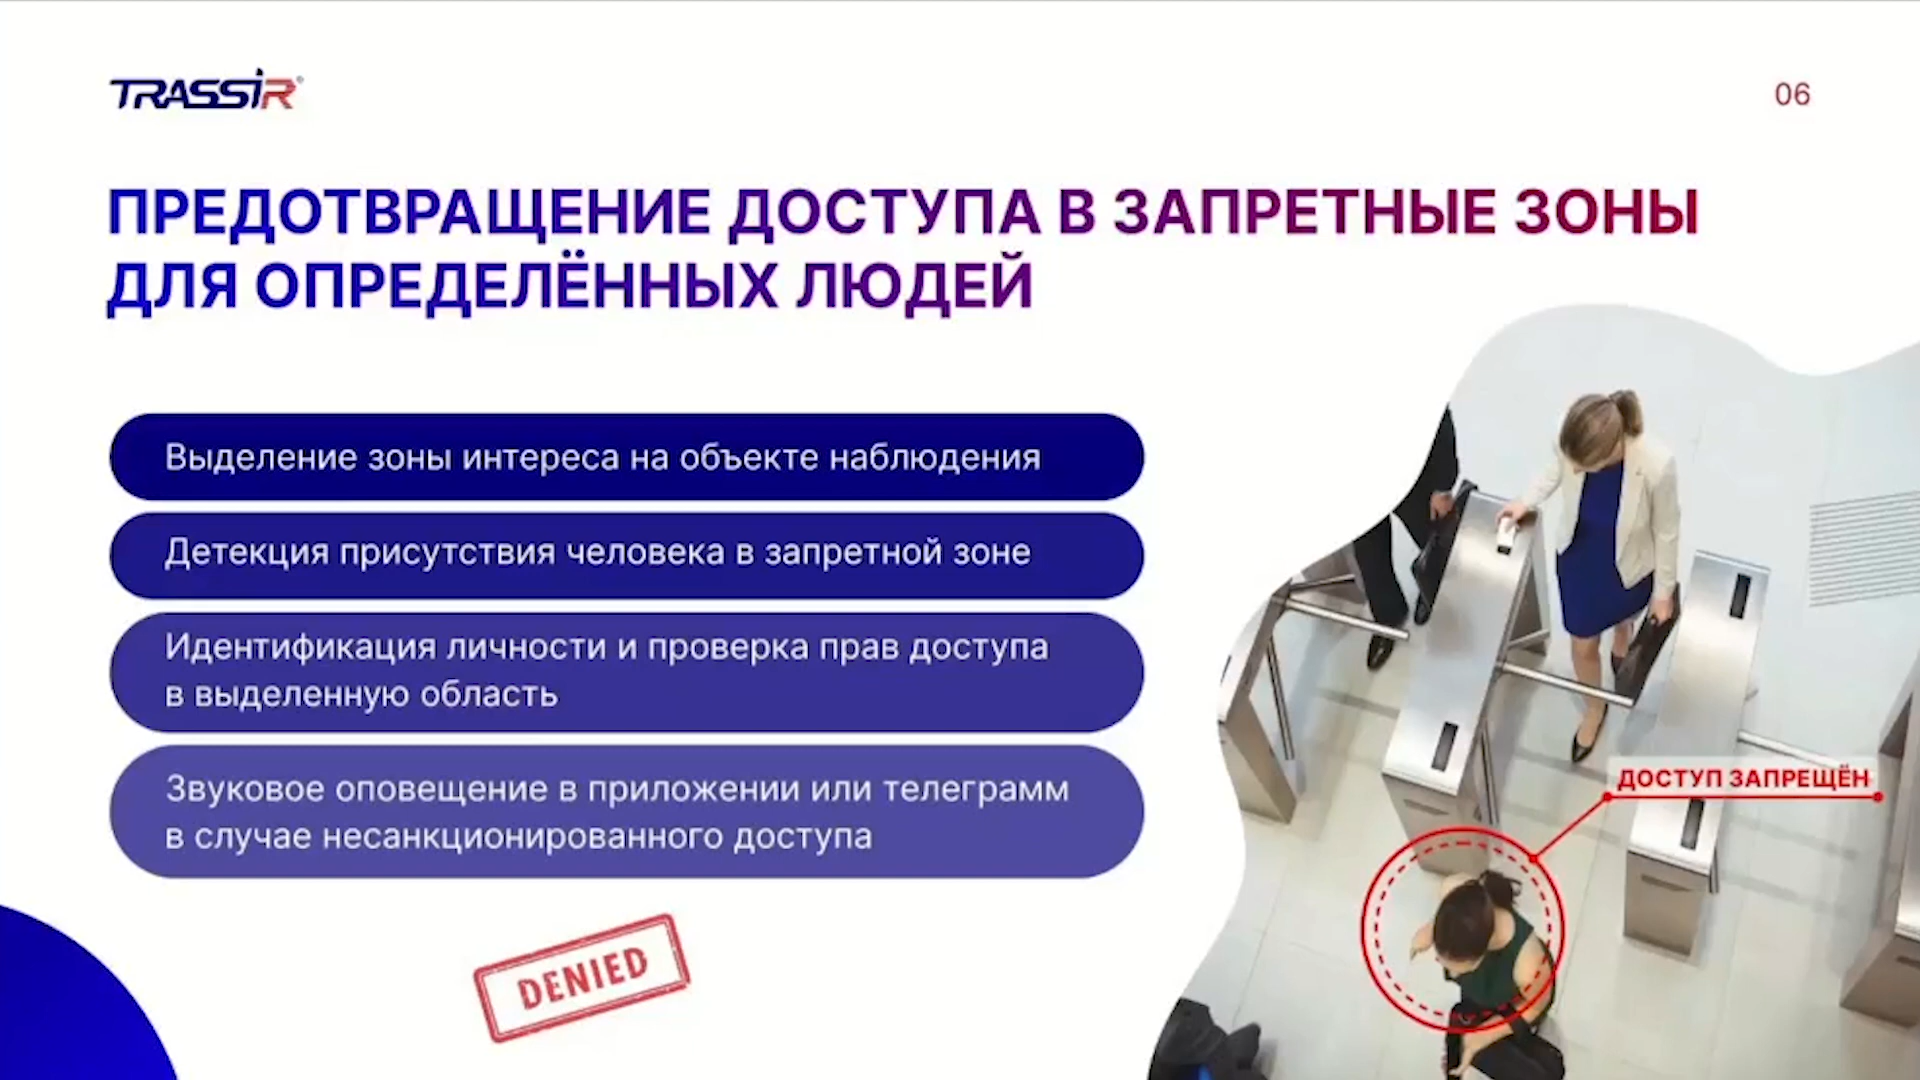 TRASSIR®
06
ПРЕДОТВРАЩЕНИЕ ДОСТУПА В ЗАПРЕТНЫЕ ЗОНЫ
ДЛЯ ОПРЕДЕЛЁННЫХ ЛЮДЕЙ
Выделение зоны интереса на объекте наблюдения
Детекция присутствия человека в запретной зоне
Идентификация личности и проверка прав доступа
в выделенную область
Звуковое оповещение в приложении или телеграмм
в случае несанкционированного доступа
ДОСТУП ЗАПРЕЩЁН
DENIED